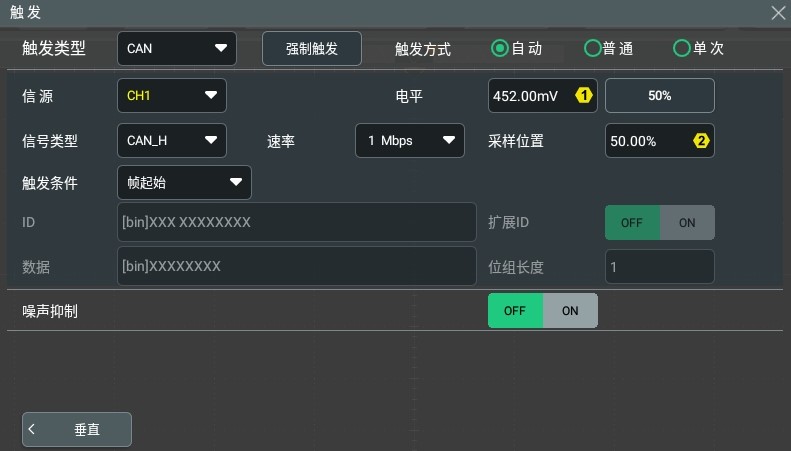 触发
触发类型 CAN 强制触发 触发方式 自动 普通 单次
信源 CH1 电平 452.00mV 1 50%
信号类型 CAN_H 速率 1 Mbps 采样位置 50.00% 2
触发条件 帧起始
ID [bin]XXX XXXXXXXX 扩展ID OFF ON
数据 [bin]XXXXXXXX 位组长度 1
噪声抑制 OFF ON
垂直